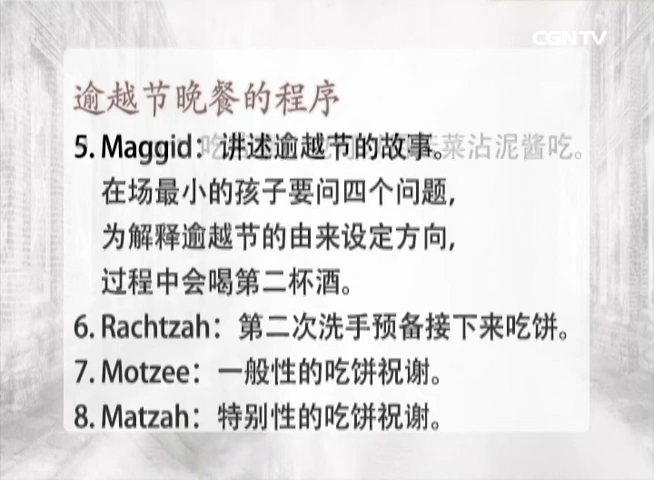 CGNTV
逾越节晚餐的程序
5. Maggid：讲述逾越节的故事。
在场最小的孩子要问四个问题，
为解释逾越节的由来设定方向，
过程中会喝第二杯酒。
6. Rachtzah：第二次洗手预备接下来吃饼。
7. Motzee：一般性的吃饼祝谢。
8. Matzah：特别性的吃饼祝谢。